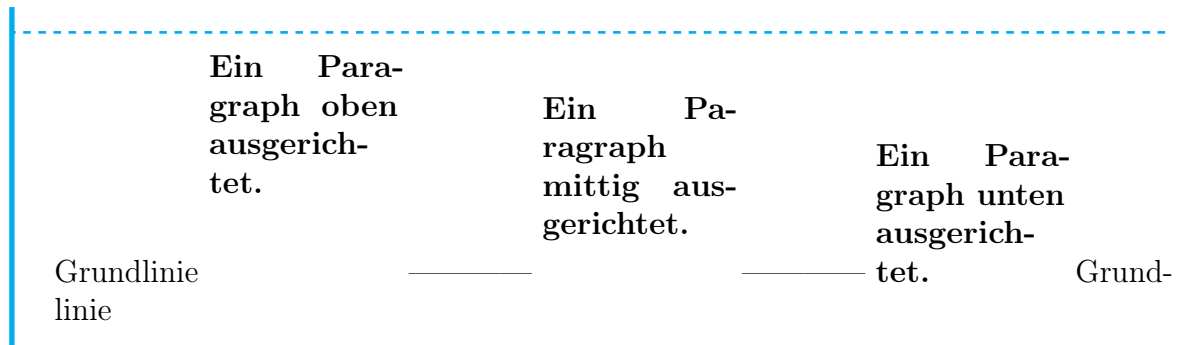 Ein Para-
graph oben
ausgerich-
tet.
Ein Pa-
ragraph
mittig aus-
gerichtet.
Ein Para-
graph unten
ausgerich-
tet.
Grundlinie ——— ——— Grund-
linie